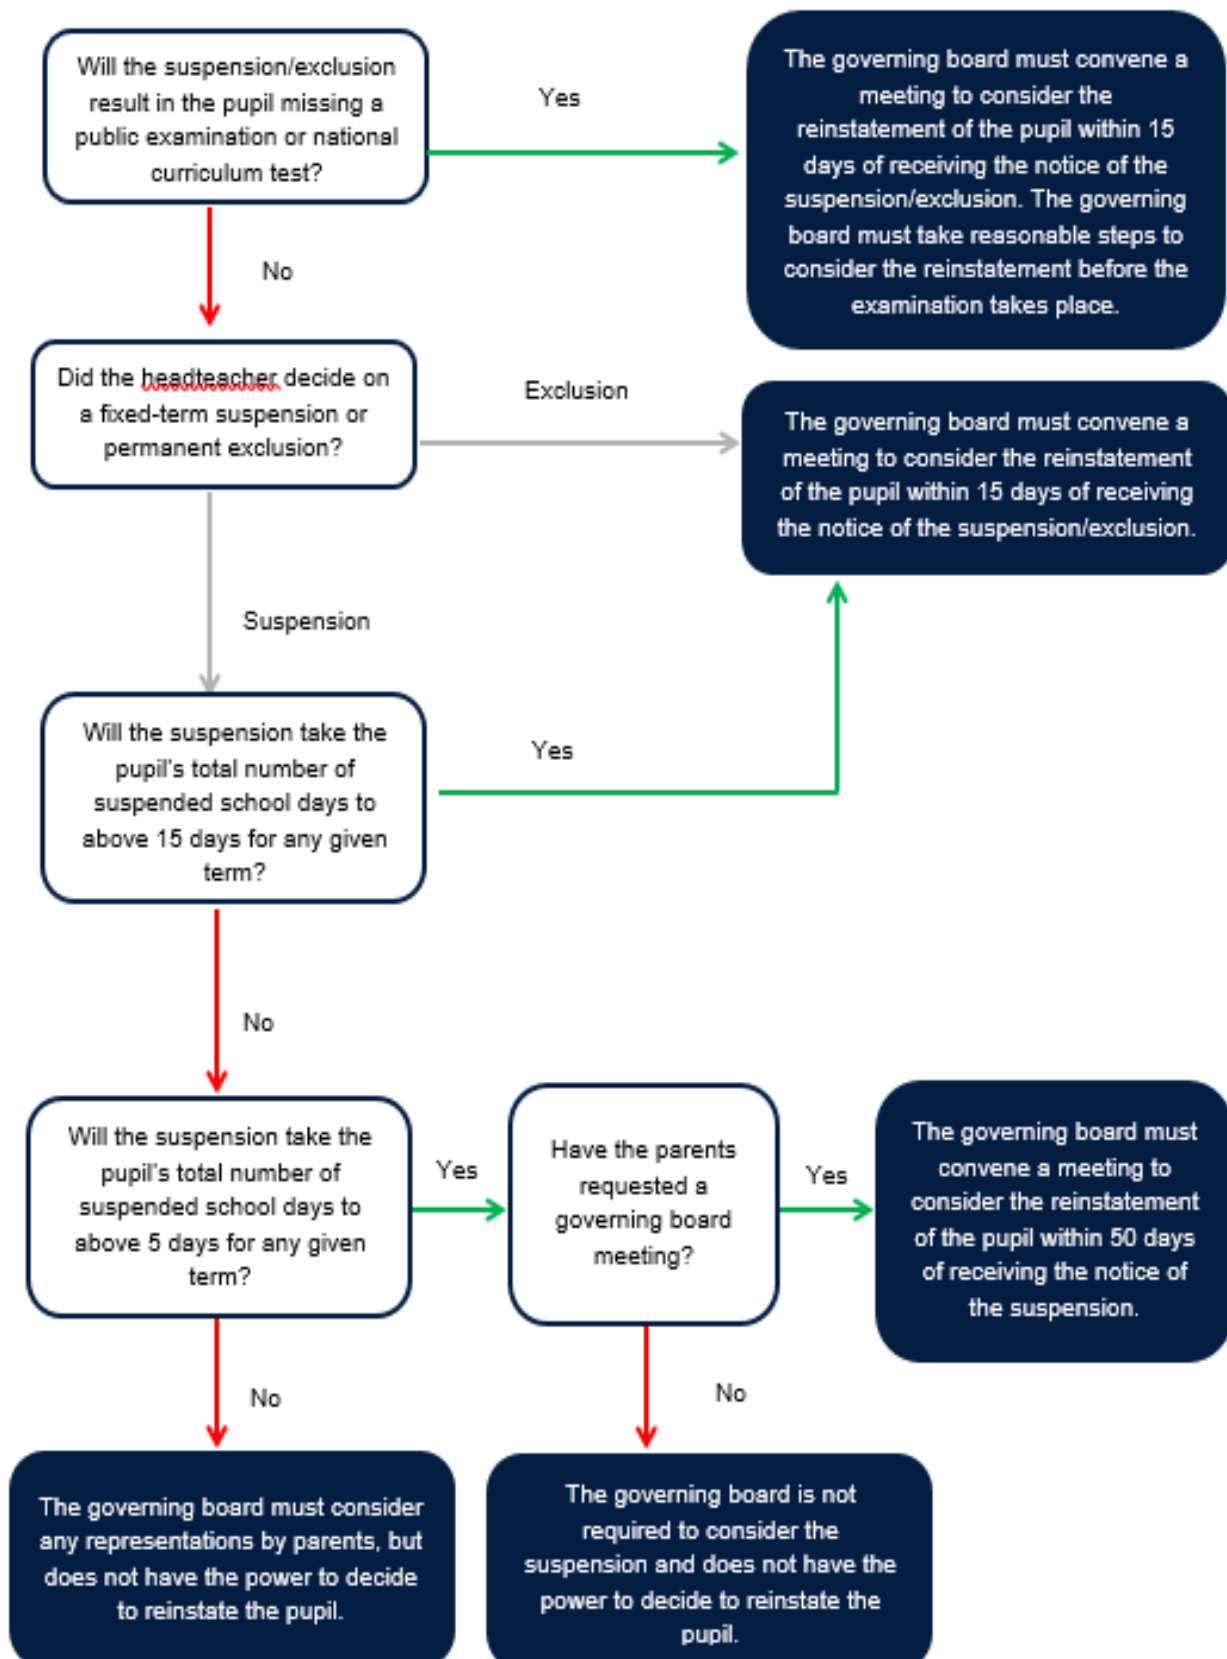 Will the suspension/exclusion
result in the pupil missing a
public examination or national
curriculum test?
Yes
The governing board must convene a
meeting to consider the
reinstatement of the pupil within 15
days of receiving the notice of the
suspension/exclusion. The governing
board must take reasonable steps to
consider the reinstatement before the
examination takes place.
No
Did the headteacher decide on
a fixed-term suspension or
permanent exclusion?
Exclusion
The governing board must convene a
meeting to consider the reinstatement
of the pupil within 15 days of receiving
the notice of the suspension/exclusion.
Suspension
Will the suspension take the
pupil's total number of
suspended school days to
above 15 days for any given
term?
Yes
No
Will the suspension take the
pupil's total number of
suspended school days to
above 5 days for any given
term?
Yes
Have the parents
requested a
governing board
meeting?
Yes
The governing board must
convene a meeting to
consider the reinstatement
of the pupil within 50 days
of receiving the notice of
the suspension.
No
No
The governing board must consider
any representations by parents, but
does not have the power to decide
to reinstate the pupil.
The governing board is not
required to consider the
suspension and does not have the
power to decide to reinstate the
pupil.